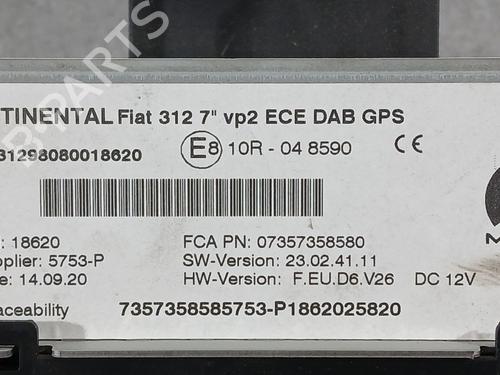 TINENTAL Fiat 312 7" vp2 ECE DAB GPS
31298080018620
E8 10R - 04 8590 CE
: 18620
FCA PN: 07357358580
plier: 5753-P
SW-Version: 23.02.41.11
e: 14.09.20
HW-Version: F.EU.D6.V26 DC 12V
ceability
7357358585753-P1862025820
B-PARTS